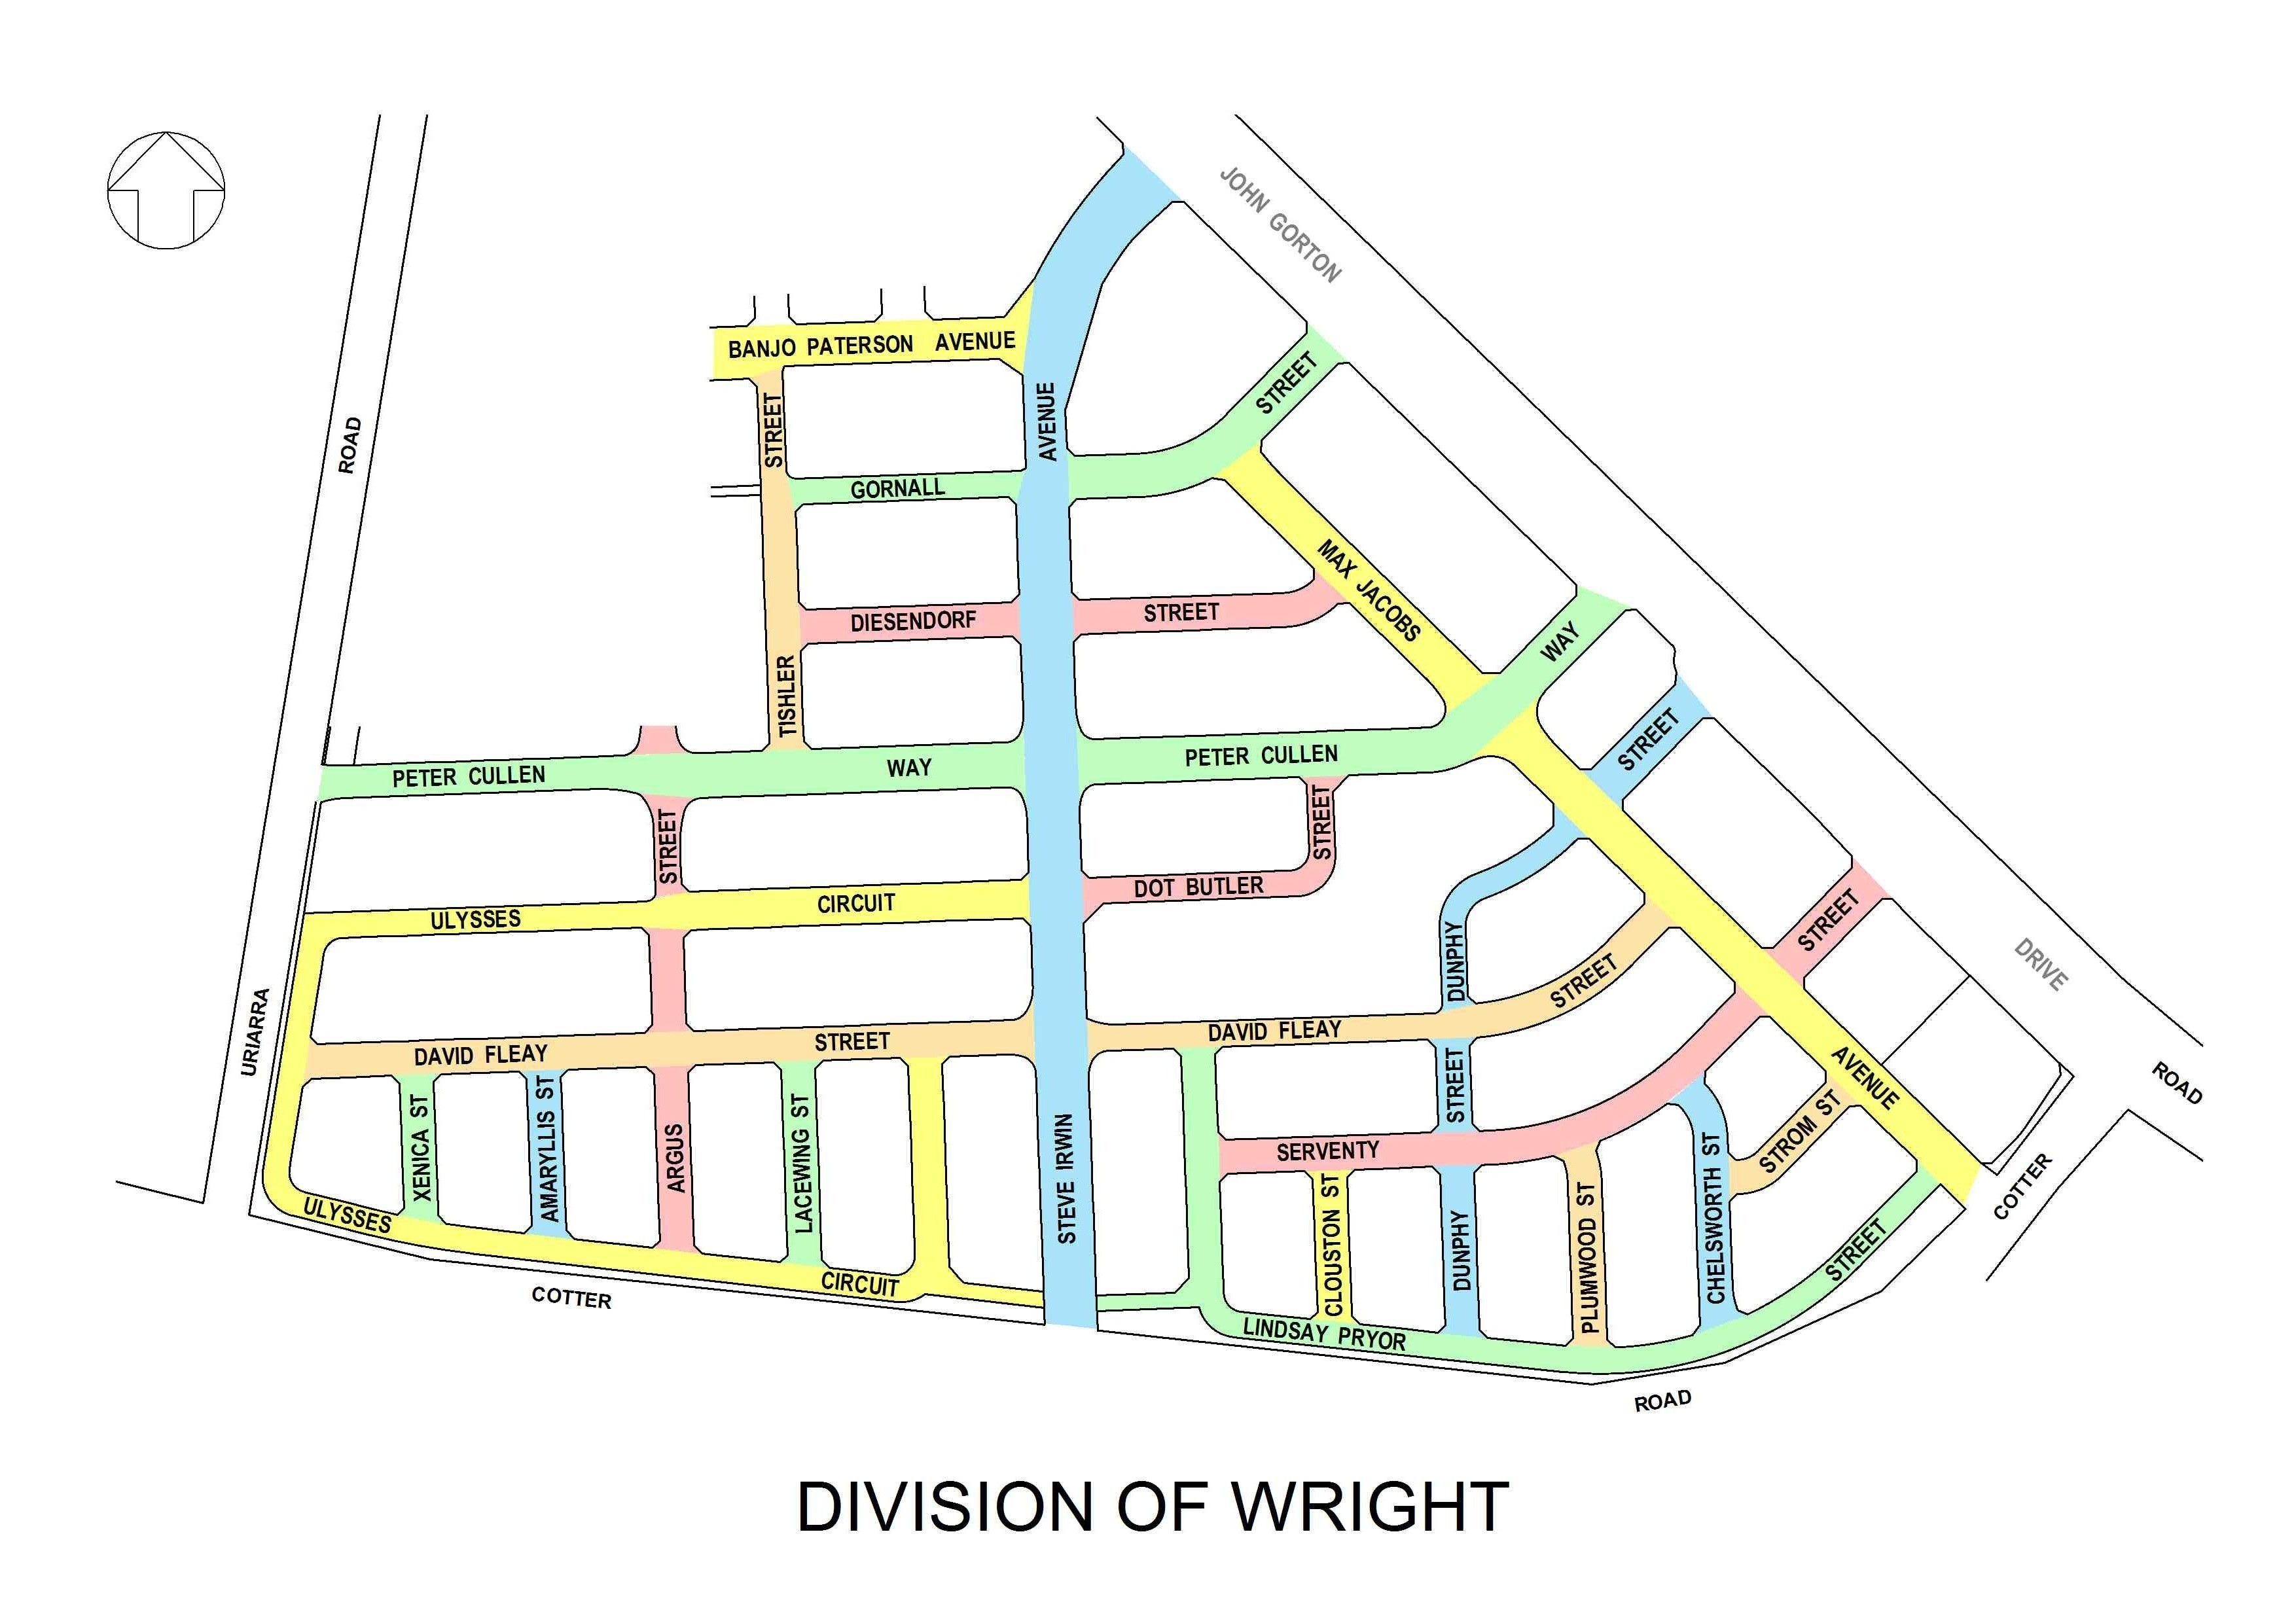 JOHN GORTON
DRIVE
BANJO PATERSON AVENUE
STREET
AVENUE
STREET
ROAD
GORNALL
MAX JACOBS
DIESENDORF
STREET
WAY
TISHLER
STREET
PETER CULLEN
WAY
PETER CULLEN
STREET
STREET
DOT BUTLER
ULYSSES
CIRCUIT
STREET
DUNPHY
STREET
URIARRA
DAVID FLEAY
STREET
DAVID FLEAY
AVENUE
ROAD
STREET
XENICA ST
AMARYLLIS ST
ARGUS
LACEWING ST
STEVE IRWIN
SERVENTY
STROM ST
CHELSWORTH ST
COTTER
ULYSSES
CIRCUIT
CLOUSTON ST
DUNPHY
PLUMWOOD ST
STREET
COTTER
LINDSAY PRYOR
ROAD
DIVISION OF WRIGHT